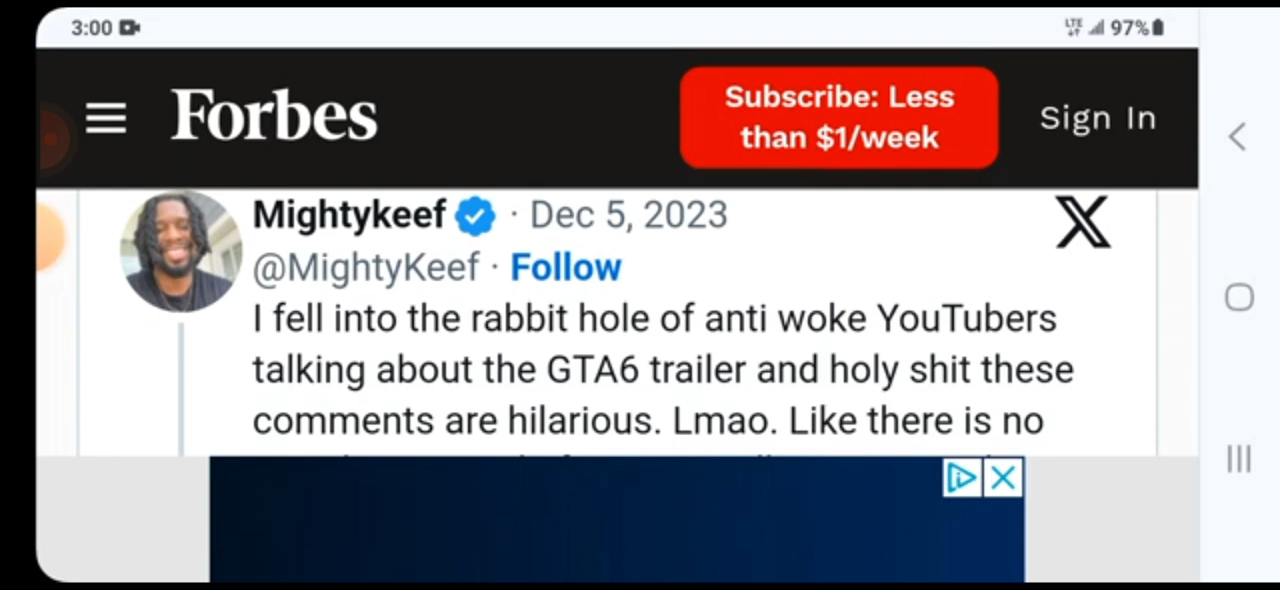 3:00
LTE
97%
Forbes
Subscribe: Less
than $1/week
Sign In
Mightykeef · Dec 5, 2023
@MightyKeef · Follow
I fell into the rabbit hole of anti woke YouTubers
talking about the GTA6 trailer and holy shit these
comments are hilarious. Lmao. Like there is no